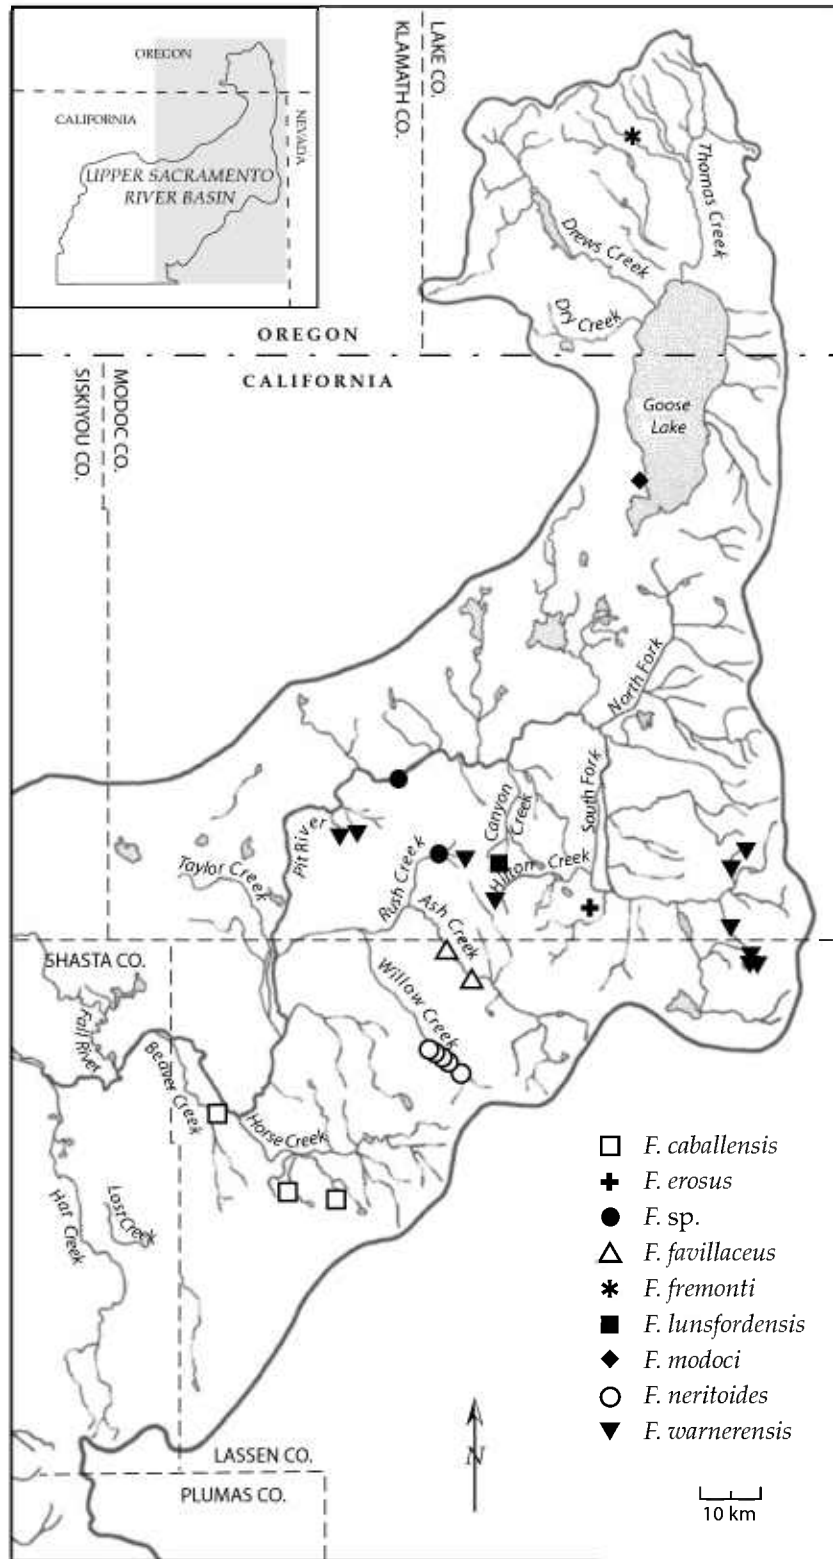 OREGON
CALIFORNIA
NEVADA
UPPER SACRAMENTO
RIVER BASIN
LAKE CO.
KLAMATH CO.
Thomas Creek
Drews Creek
Dry Creek
OREGON
CALIFORNIA
Goose
Lake
MODOC CO.
SISKIYOU CO.
North Fork
South Fork
Canyon
Creek
Pit River
Hilton Creek
Rush Creek
Taylor Creek
Ash Creek
SHASTA CO.
Willow Creek
Fall River
Beaver Creek
Horse Creek
Hat Creek
Lost Creek
F. caballensis
F. erosus
F. sp.
F. favillaceus
F. fremonti
F. lunsfordensis
F. modoci
F. neritoides
F. warnerensis
N
LASSEN CO.
PLUMAS CO.
10 km